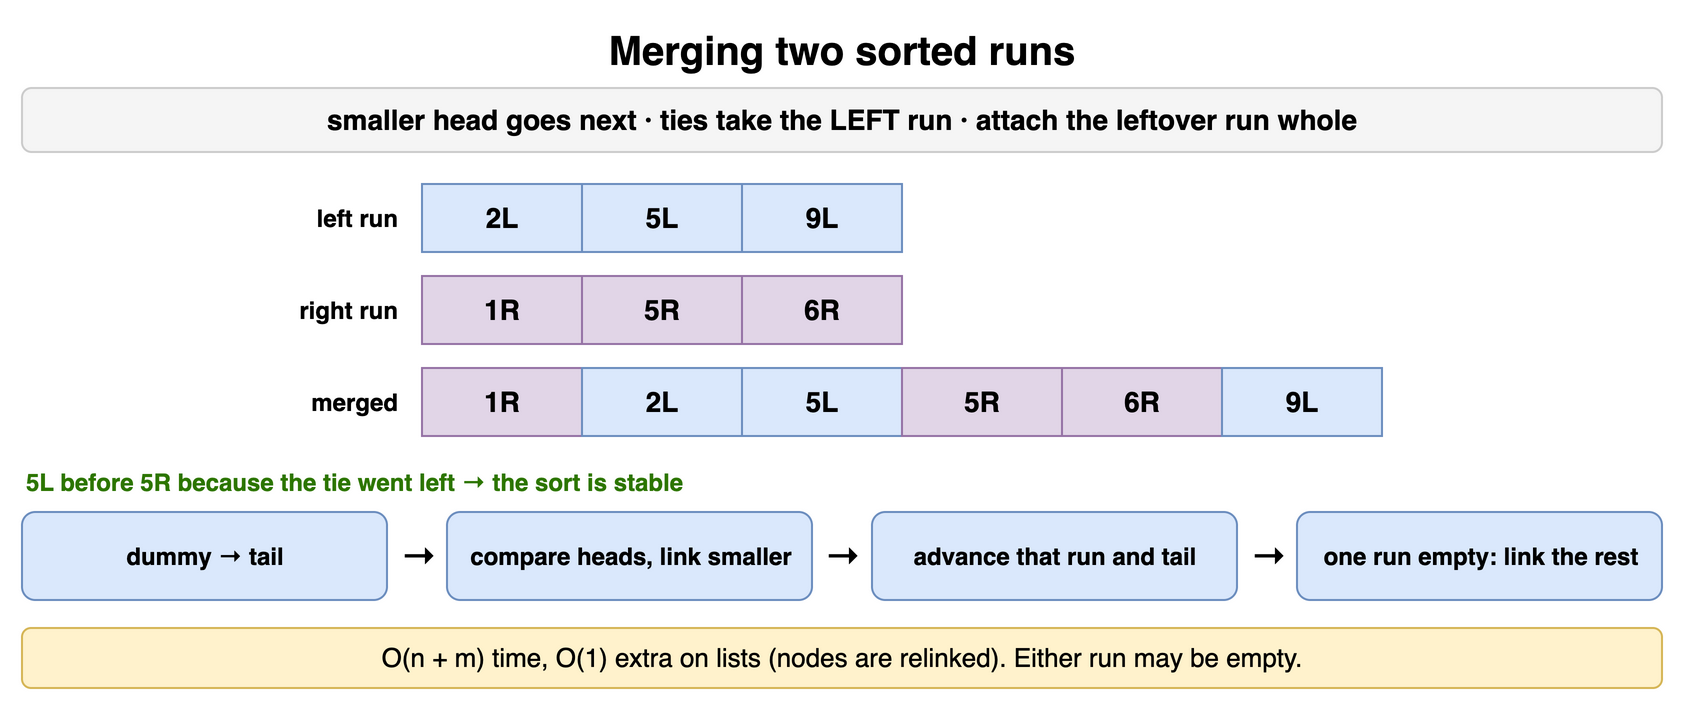 Merging two sorted runs
smaller head goes next · ties take the LEFT run · attach the leftover run whole
left run 2L 5L 9L
right run 1R 5R 6R
merged 1R 2L 5L 5R 6R 9L
5L before 5R because the tie went left → the sort is stable
dummy → tail → compare heads, link smaller → advance that run and tail → one run empty: link the rest
O(n + m) time, O(1) extra on lists (nodes are relinked). Either run may be empty.